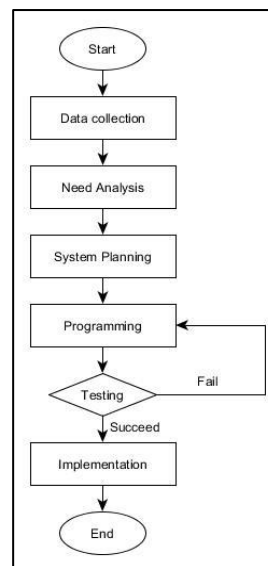 Start
Data collection
Need Analysis
System Planning
Programming
Fail
Testing
Succeed
Implementation
End